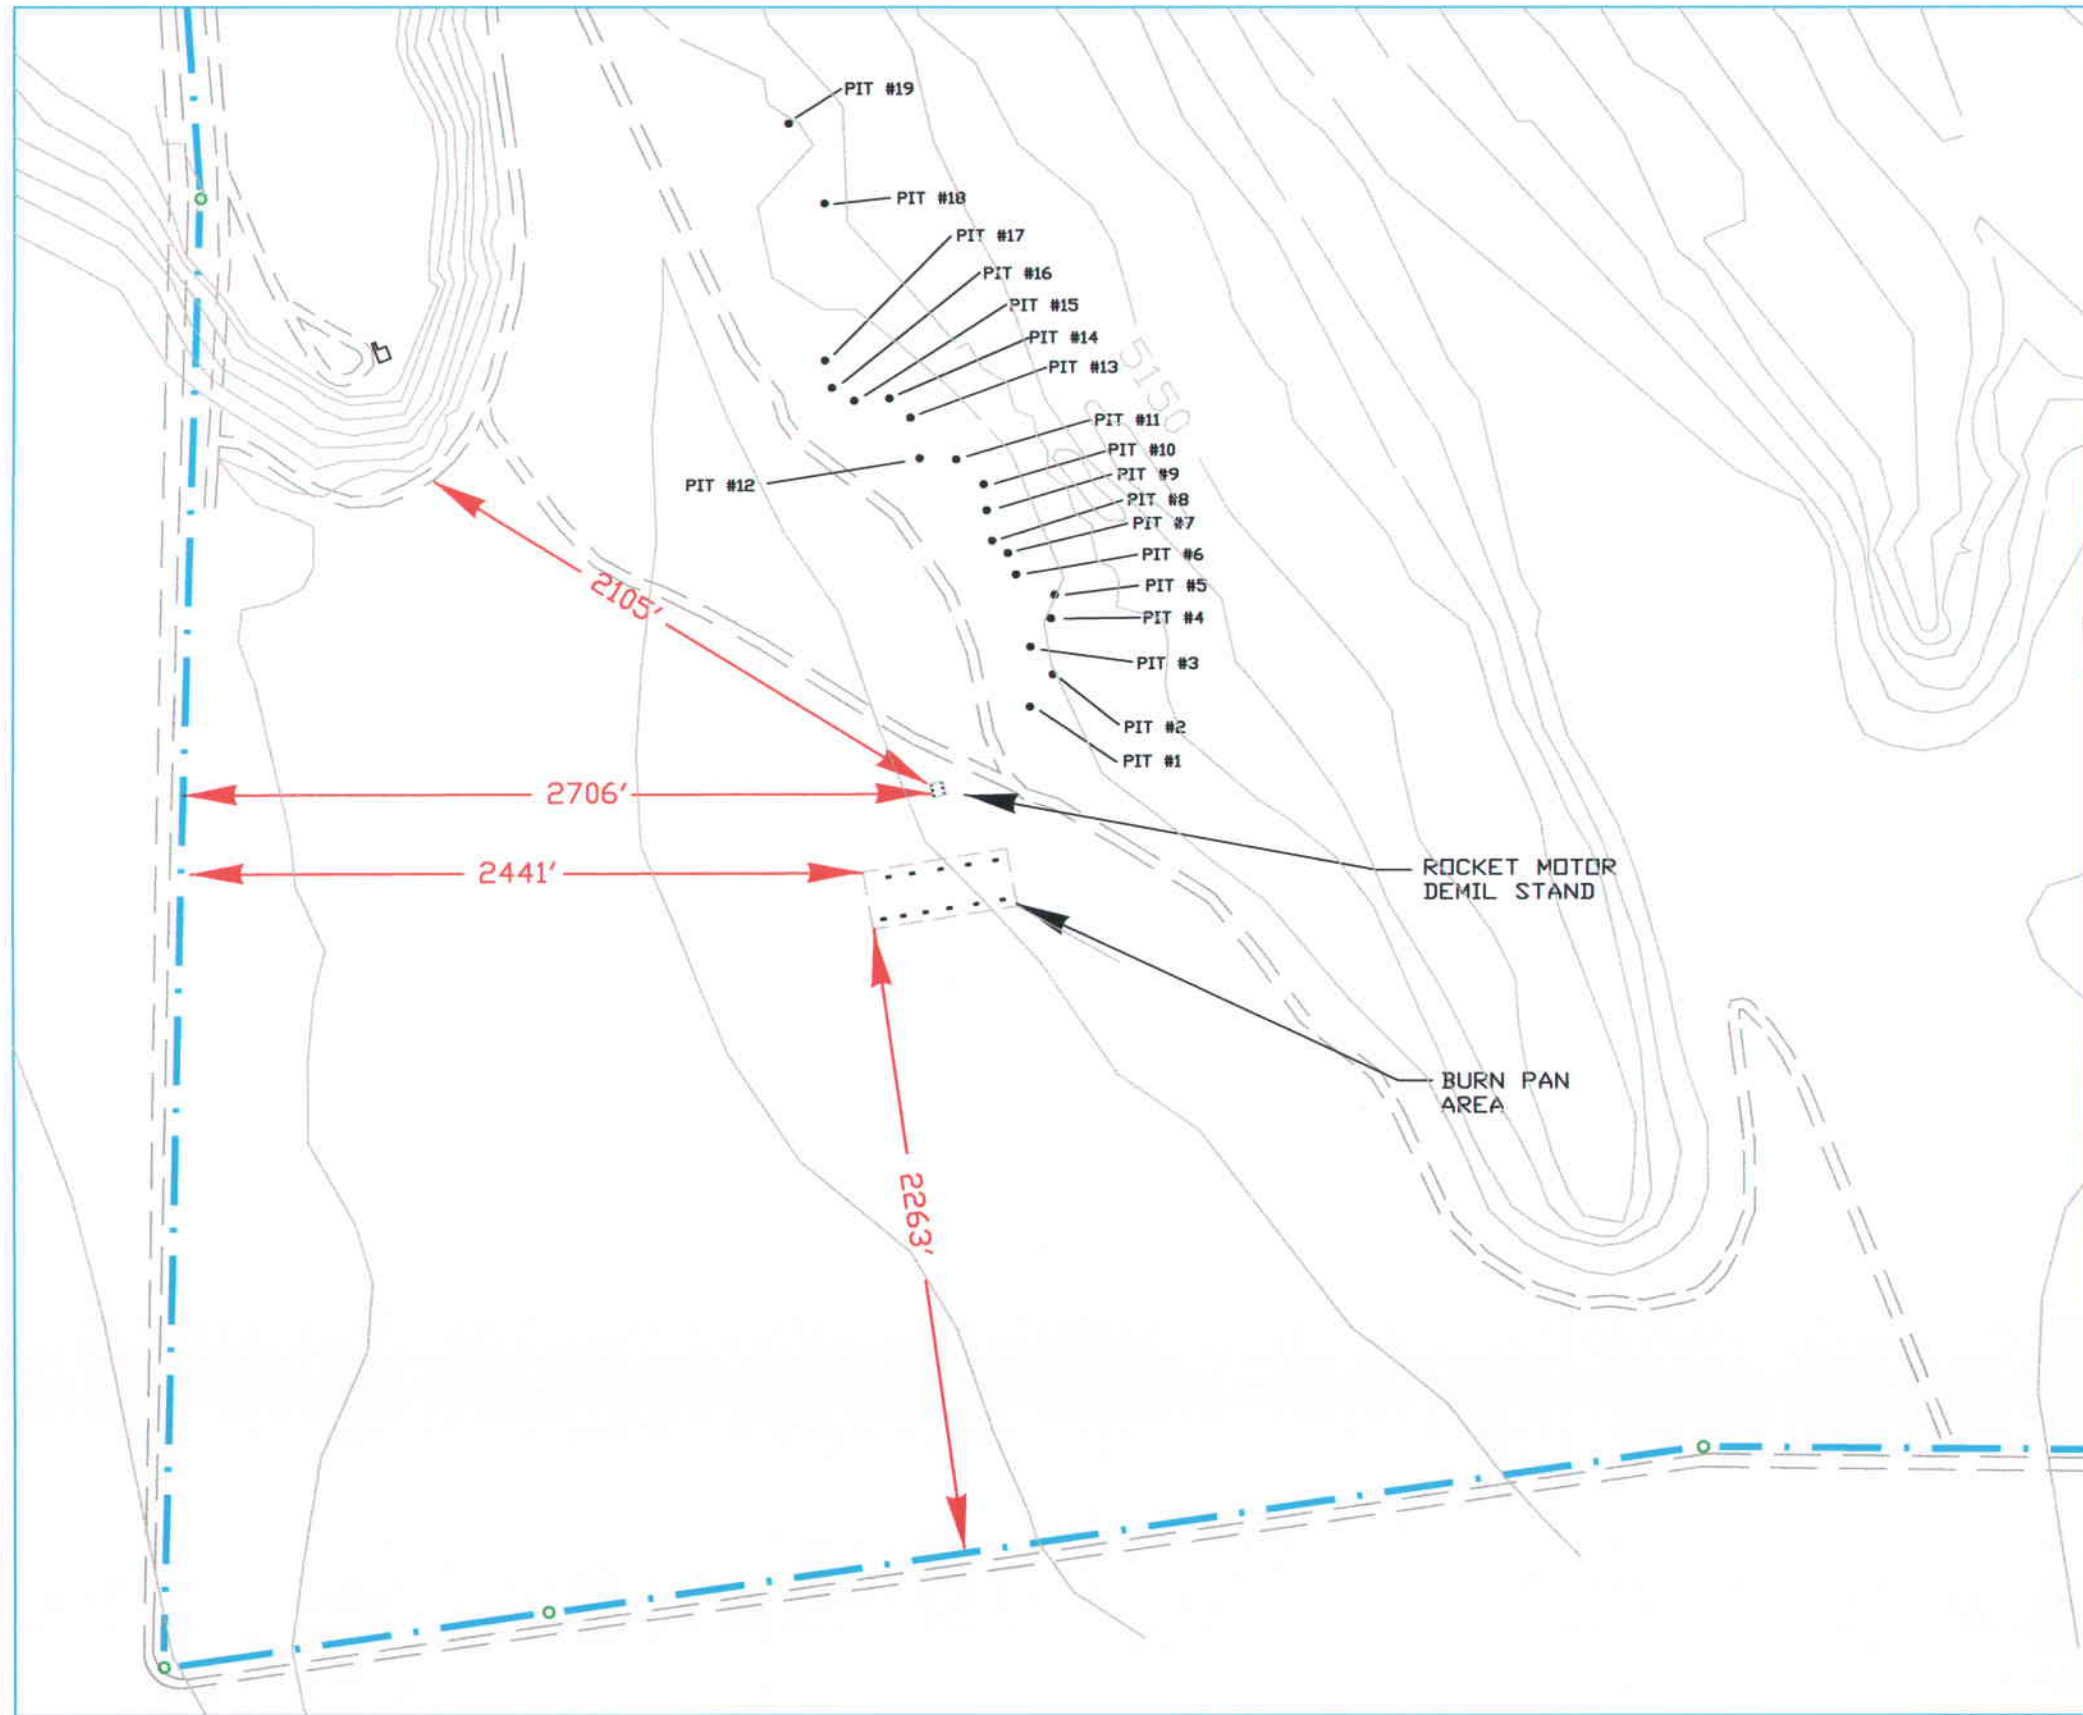 PIT #19
PIT #18
PIT #17
PIT #16
PIT #15
PIT #14
PIT #13
5150
PIT #11
PIT #10
PIT #9
PIT #12
PIT #8
PIT #7
PIT #6
PIT #5
2105'
PIT #4
PIT #3
PIT #2
PIT #1
2706'
2441'
ROCKET MOTOR
DEMIL STAND
BURN PAN
AREA
2263'